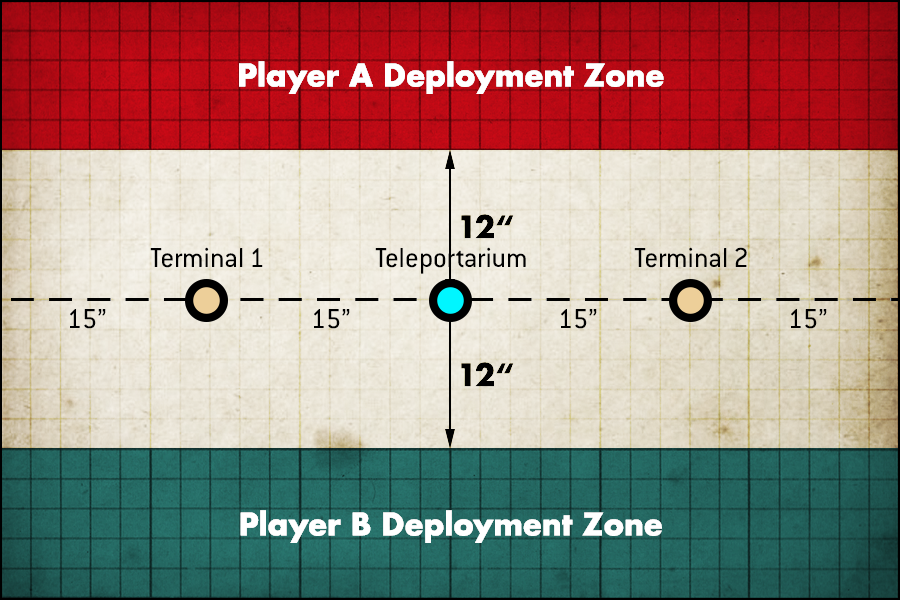 Player A Deployment Zone
12“
Terminal 1
Teleportarium
Terminal 2
15”
15”
15”
15”
12“
Player B Deployment Zone